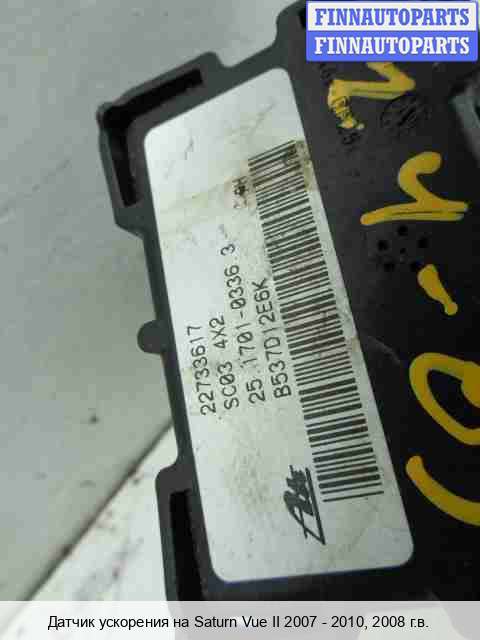 FINNAUTOPARTS
FINNAUTOPARTS
22733617
SC03 4X2
25.1701-0336.3
B537D12E6K
Ate
Датчик ускорения на Saturn Vue II 2007 - 2010, 2008 г.в.